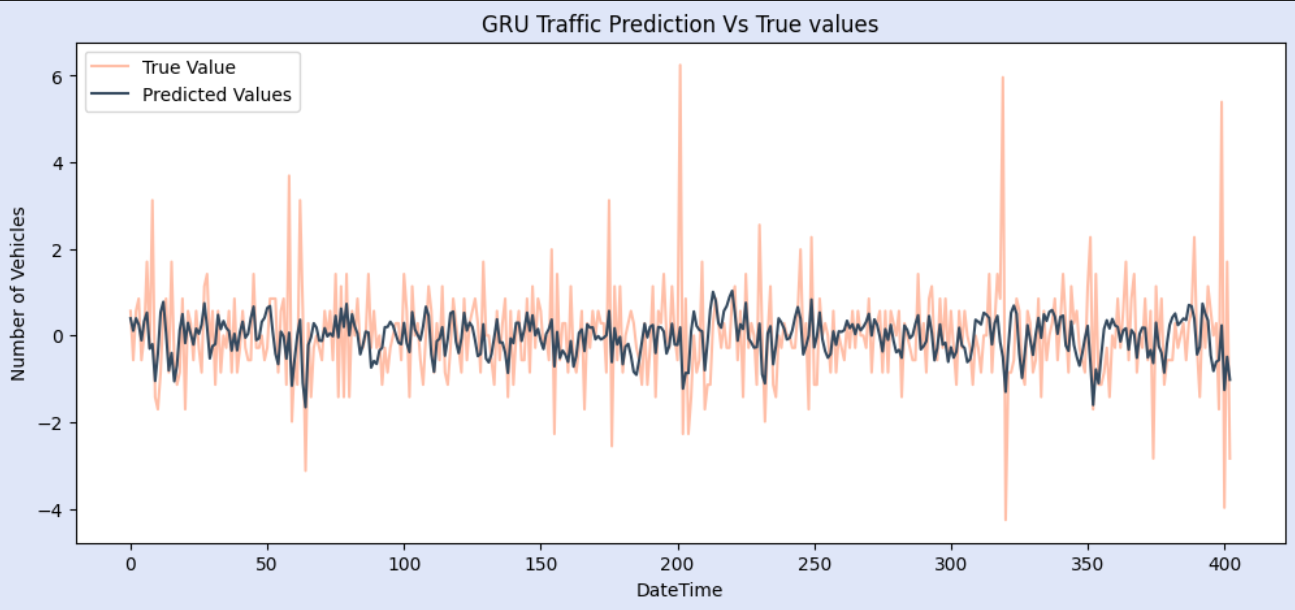 GRU Traffic Prediction Vs True values
True Value
Predicted Values
Number of Vehicles
6
4
2
0
−2
−4
0 50 100 150 200 250 300 350 400
DateTime